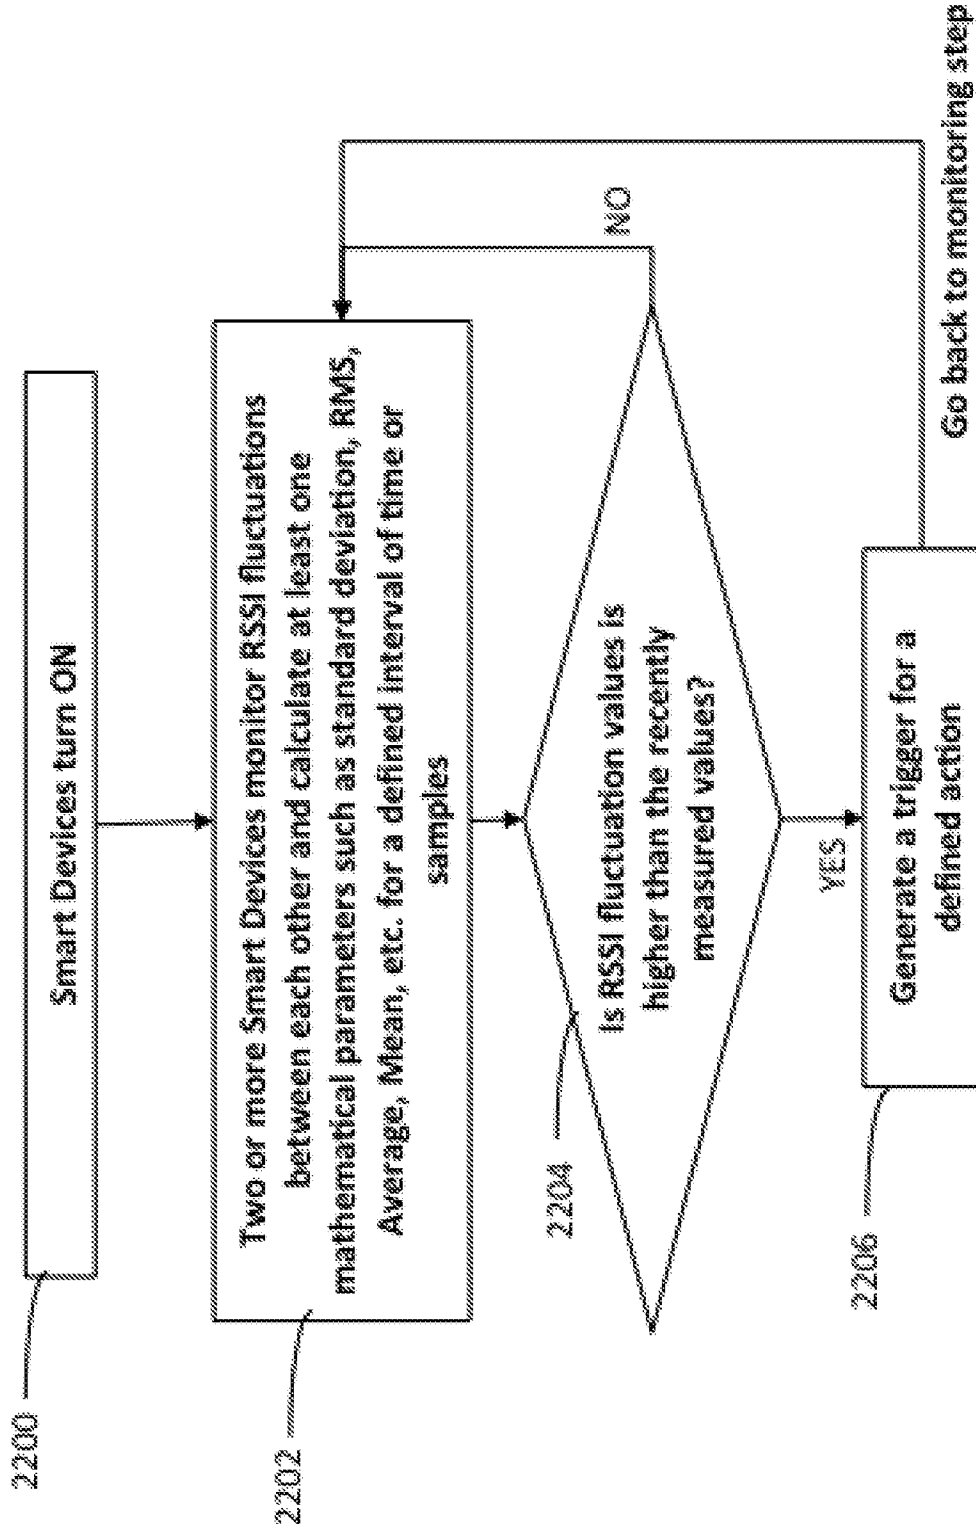 2200
Smart Devices turn ON
2202
Two or more Smart Devices monitor RSSI fluctuations
between each other and calculate at least one
mathematical parameters such as standard deviation, RMS,
Average, Mean, etc. for a defined interval of time or
samples
2204
Is RSSI fluctuation values is
higher than the recently
measured values?
NO
YES
2206
Generate a trigger for a
defined action
Go back to monitoring step